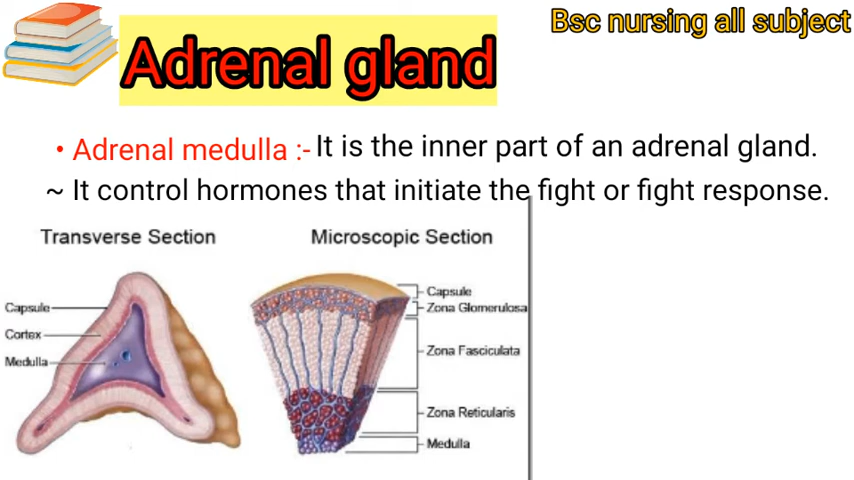 Bsc nursing all subject
Adrenal gland
• Adrenal medulla :- It is the inner part of an adrenal gland.
~ It control hormones that initiate the fight or fight response.
Transverse Section
Microscopic Section
Capsule
Cortex
Medulla
Capsule
Zona Glomerulosa
Zona Fasciculata
Zona Reticularis
Medulla